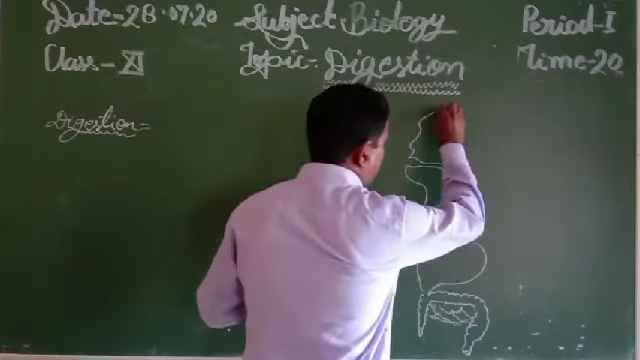 Date=28.07.20 Subject:Biology Period-I
Class:-XI Topic:- Digestion Time=20
Digestion=